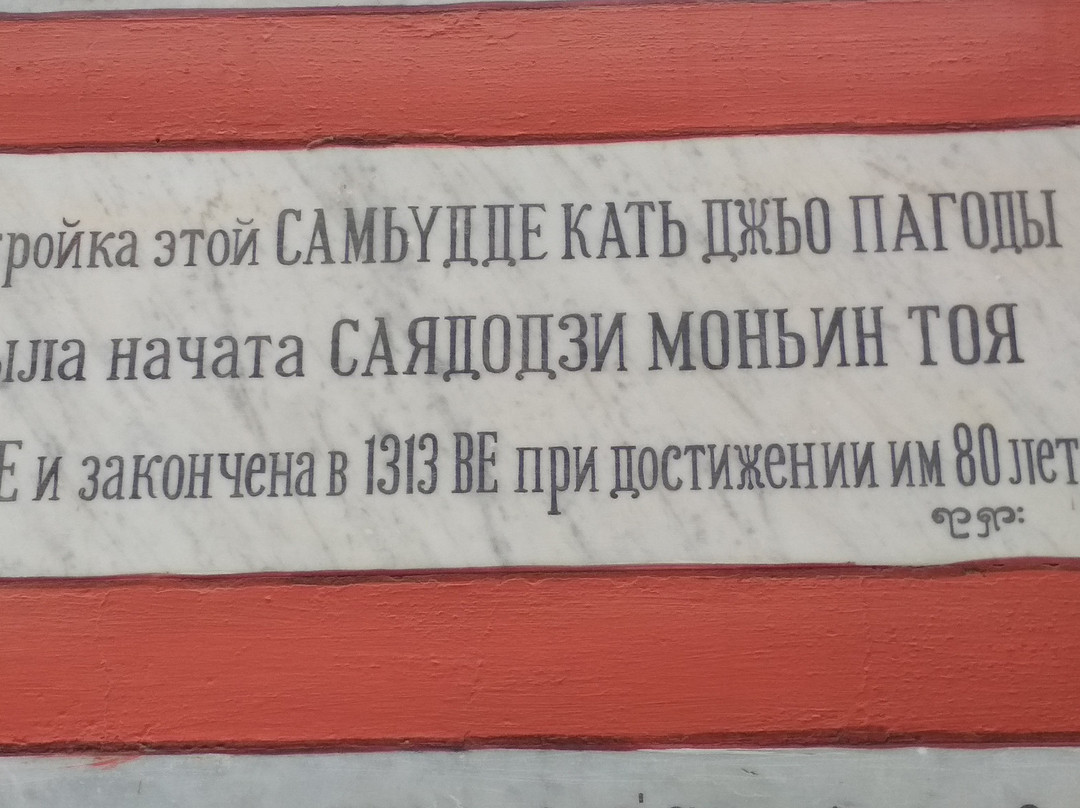 ройка этой САМЬУДДЕ КАТЬ ДЖЬО ПАГОДЫ
ыла начата САЯДОДЗИ МОНЬИН ТОЯ
Е и закончена в 1313 ВЕ при достижении им 80 лет